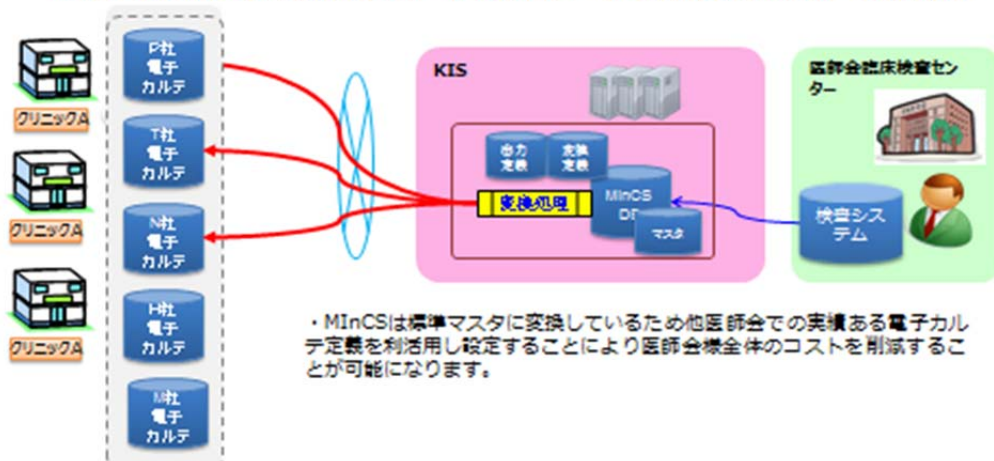 クリニックA
クリニックA
クリニックA
P社
電子
カルテ
T社
電子
カルテ
N社
電子
カルテ
H社
電子
カルテ
M社
電子
カルテ
KIS
出力
定義
変換
定義
変換処理
MInCS
DB
マスタ
医師会臨床検査セン
ター
検査シス
テム
・MInCSは標準マスタに変換しているため他医師会での実績ある電子カル
テ定義を利活用し設定することにより医師会様全体のコストを削減するこ
とが可能になります。